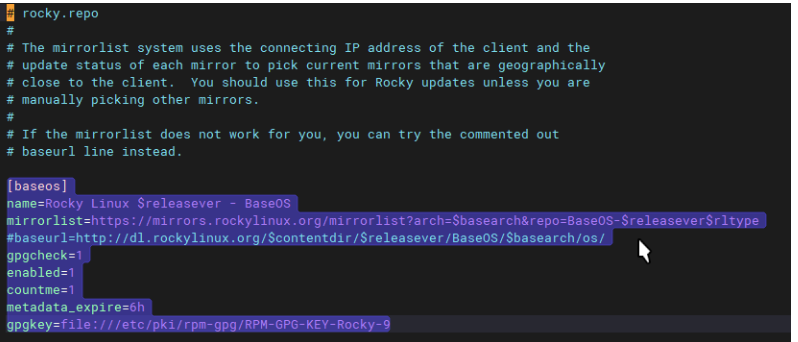 # rocky.repo
#
# The mirrorlist system uses the connecting IP address of the client and the
# update status of each mirror to pick current mirrors that are geographically
# close to the client.  You should use this for Rocky updates unless you are
# manually picking other mirrors.
#
# If the mirrorlist does not work for you, you can try the commented out
# baseurl line instead.

[baseos]
name=Rocky Linux $releasever - BaseOS
mirrorlist=https://mirrors.rockylinux.org/mirrorlist?arch=$basearch&repo=BaseOS-$releasever$rltype
#baseurl=http://dl.rockylinux.org/$contentdir/$releasever/BaseOS/$basearch/os/
gpgcheck=1
enabled=1
countme=1
metadata_expire=6h
gpgkey=file:///etc/pki/rpm-gpg/RPM-GPG-KEY-Rocky-9